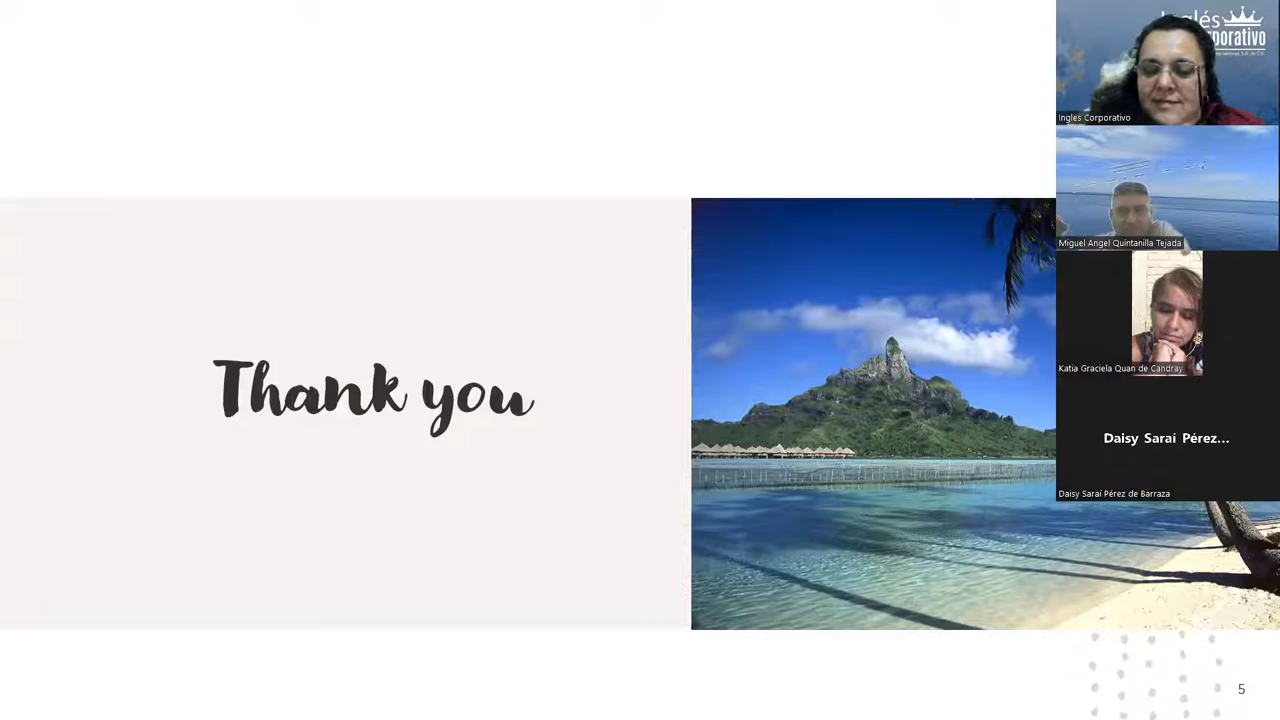 Thank you
Inglés
Corporativo
Ingles Corporativo
Miguel Angel Quintanilla Tejada
Katia Graciela Quan de Candray
Daisy Saraí Pérez...
Daisy Saraí Pérez de Barraza
5